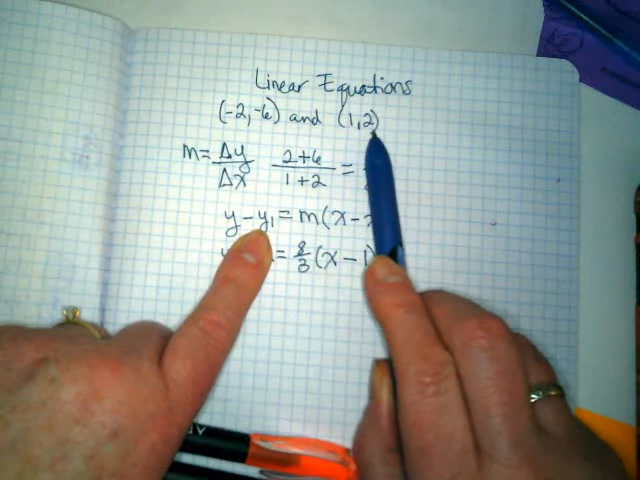 Linear Equations
(-2,-6) and (1,2)
m = Δy/Δx   2+6/1+2 =
y - y₁ = m(x -
= 8/3 (x - 1)